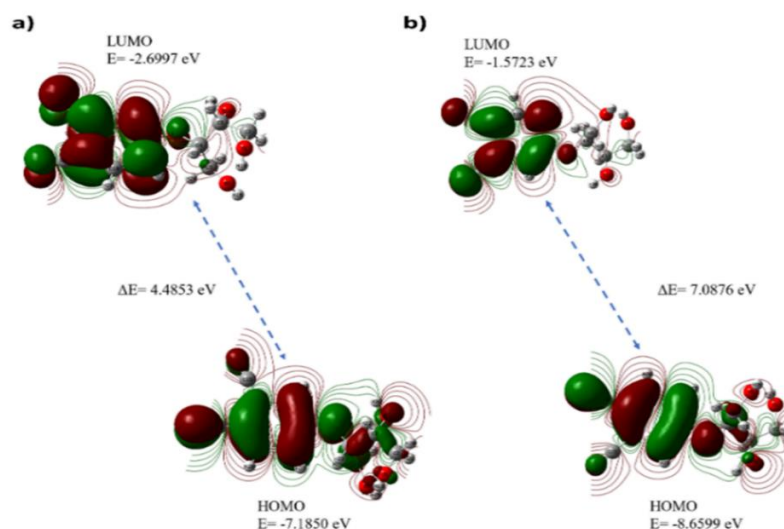 a)
LUMO
E= -2.6997 eV
ΔE= 4.4853 eV
HOMO
E= -7.1850 eV
b)
LUMO
E= -1.5723 eV
ΔE= 7.0876 eV
HOMO
E= -8.6599 eV